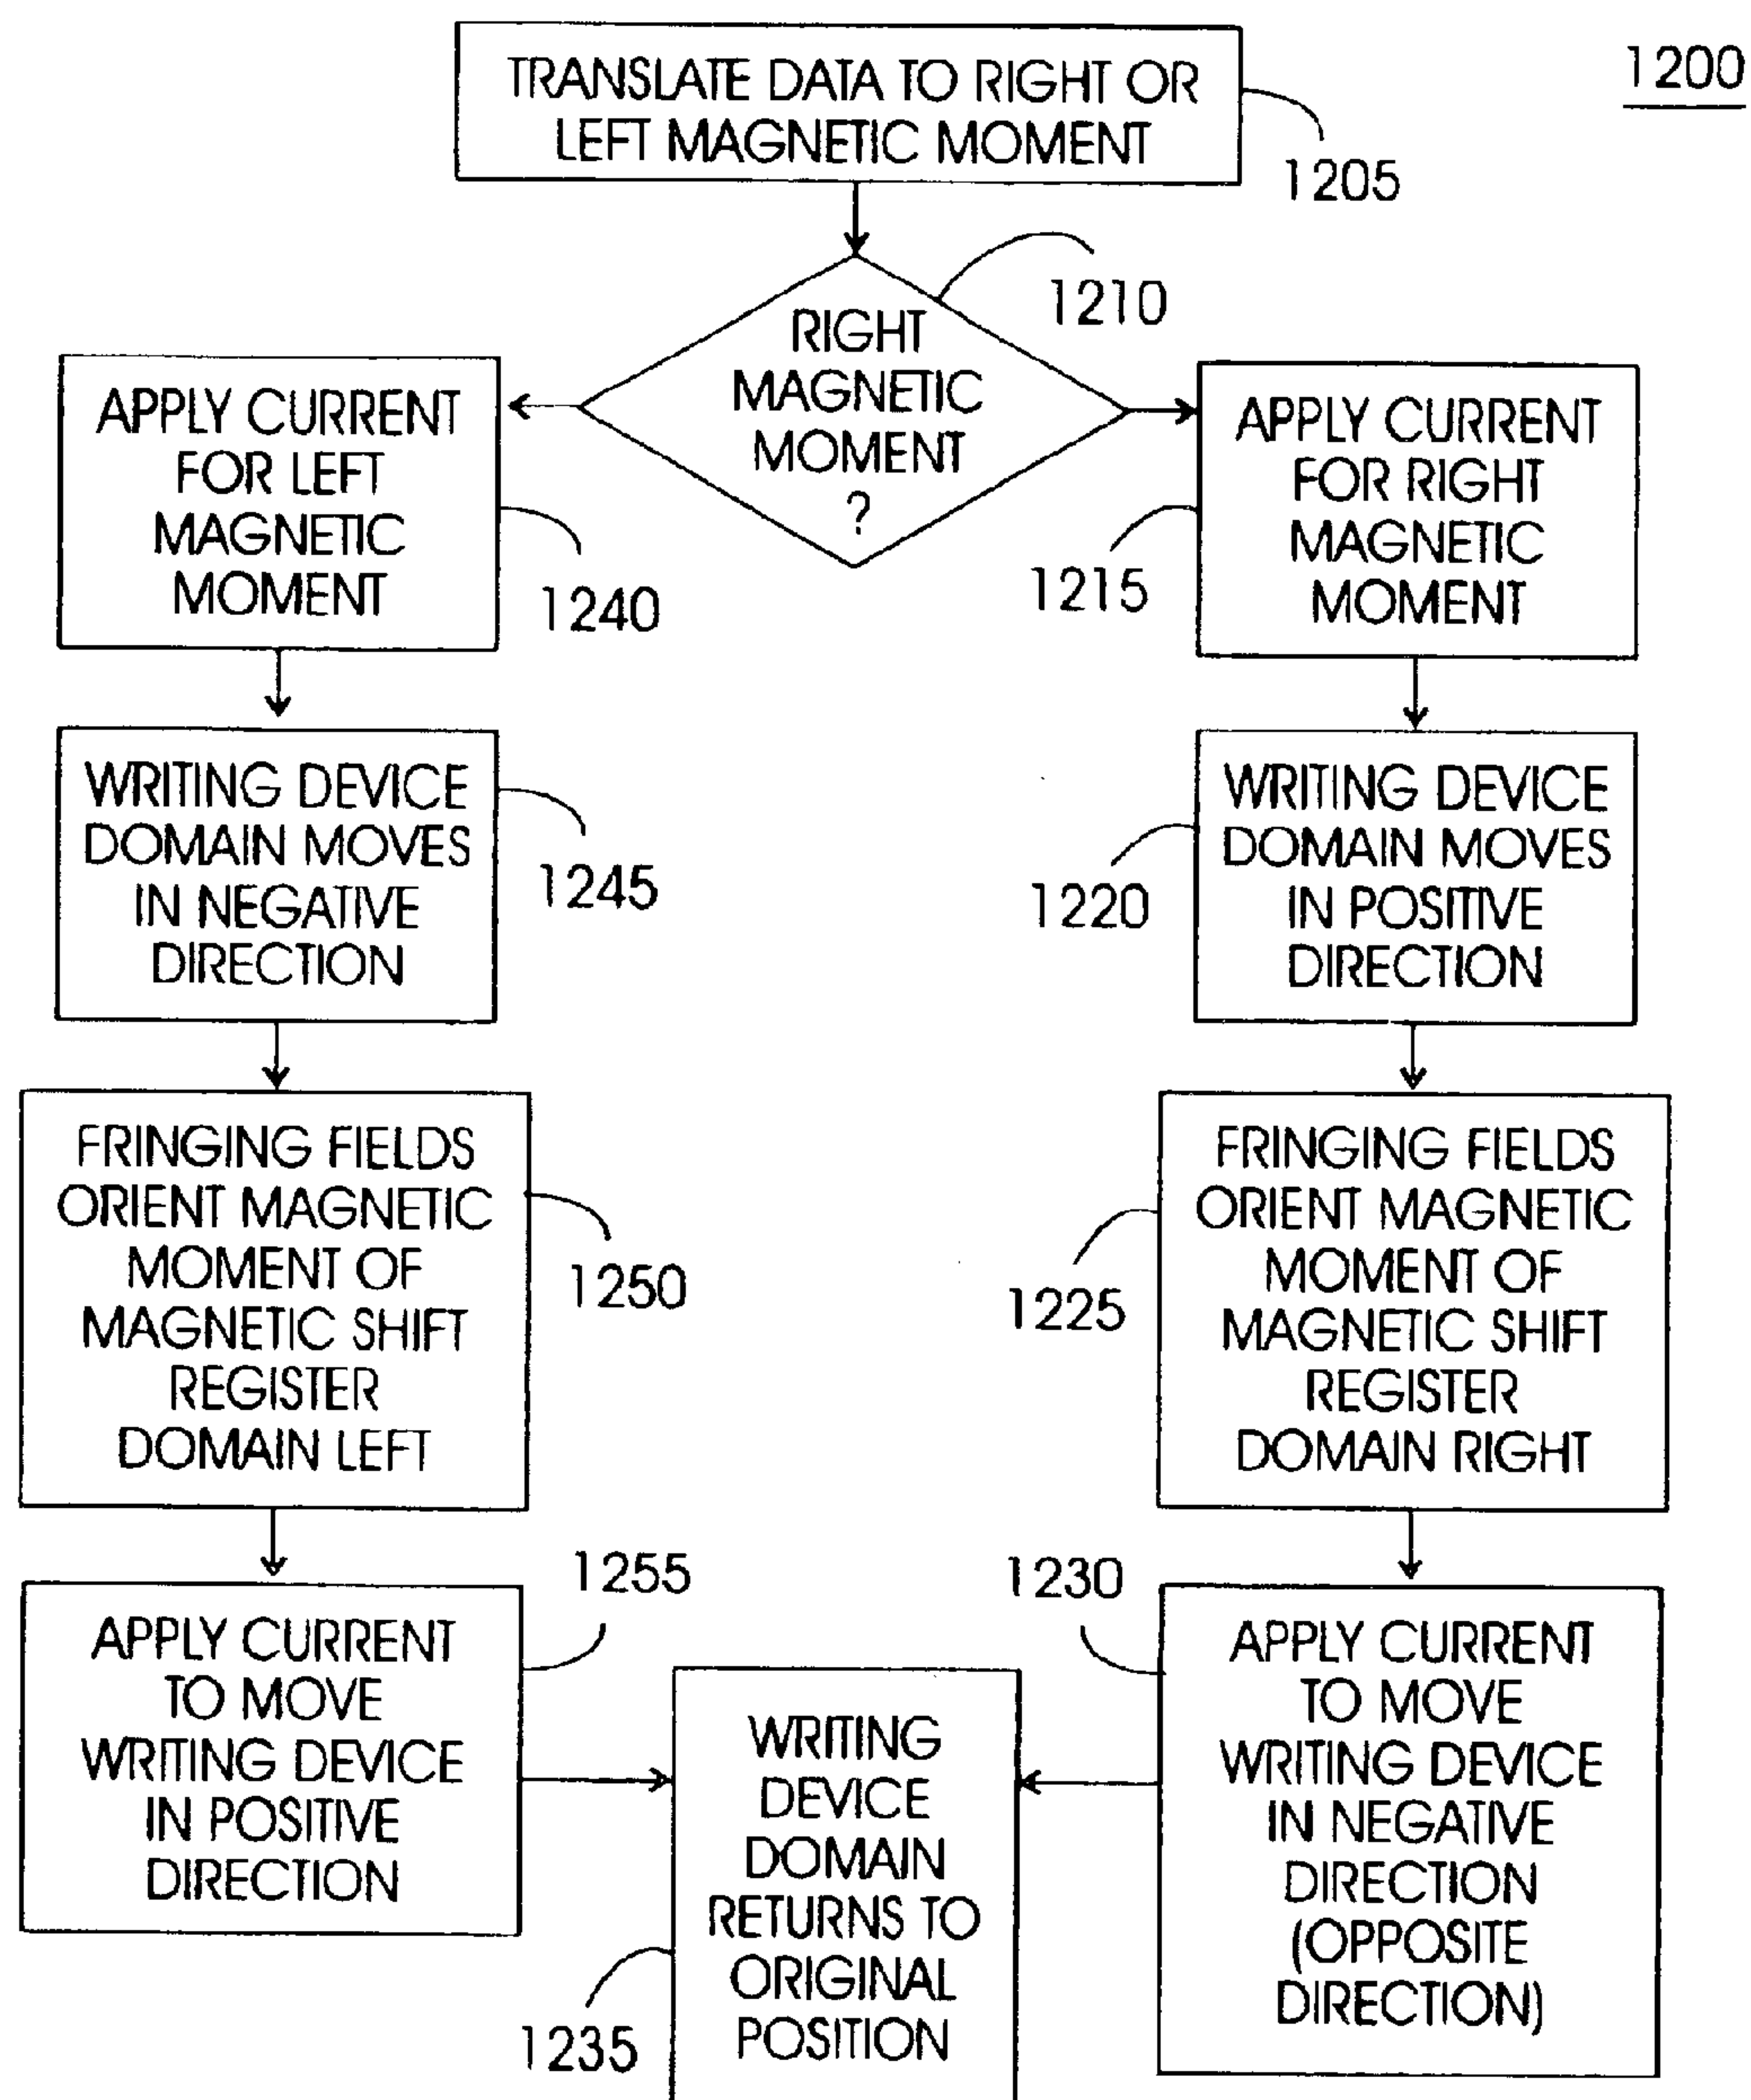 1200
TRANSLATE DATA TO RIGHT OR
LEFT MAGNETIC MOMENT
1205
RIGHT
MAGNETIC
MOMENT
?
1210
APPLY CURRENT
FOR LEFT
MAGNETIC
MOMENT
1240
APPLY CURRENT
FOR RIGHT
MAGNETIC
MOMENT
1215
WRITING DEVICE
DOMAIN MOVES
IN NEGATIVE
DIRECTION
1245
WRITING DEVICE
DOMAIN MOVES
IN POSITIVE
DIRECTION
1220
FRINGING FIELDS
ORIENT MAGNETIC
MOMENT OF
MAGNETIC SHIFT
REGISTER
DOMAIN LEFT
1250
FRINGING FIELDS
ORIENT MAGNETIC
MOMENT OF
MAGNETIC SHIFT
REGISTER
DOMAIN RIGHT
1225
APPLY CURRENT
TO MOVE
WRITING DEVICE
IN POSITIVE
DIRECTION
1255
WRITING
DEVICE
DOMAIN
RETURNS TO
ORIGINAL
POSITION
1235
APPLY CURRENT
TO MOVE
WRITING DEVICE
IN NEGATIVE
DIRECTION
(OPPOSITE
DIRECTION)
1230